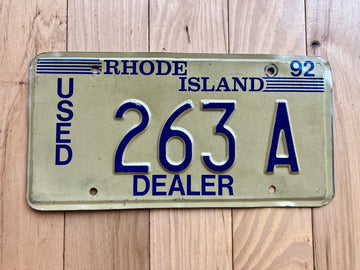 RHODE ISLAND 92
USED
263 A
DEALER